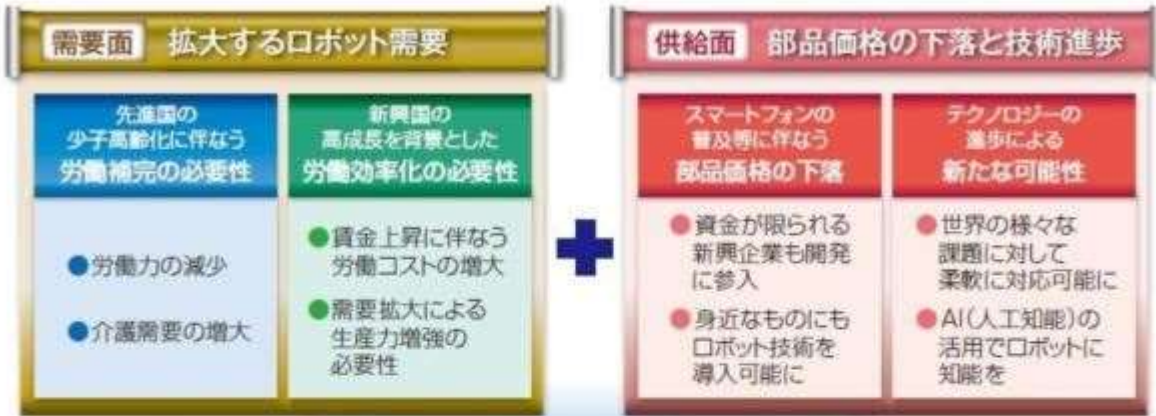 需要面 拡大するロボット需要
先進国の
少子高齢化に伴なう
労働補完の必要性
●労働力の減少
●介護需要の増大
新興国の
高成長を背景とした
労働効率化の必要性
●賃金上昇に伴なう
労働コストの増大
●需要拡大による
生産力増強の
必要性
供給面 部品価格の下落と技術進歩
スマートフォンの
普及等に伴なう
部品価格の下落
●資金が限られる
新興企業も開発
に参入
●身近なものにも
ロボット技術を
導入可能に
テクノロジーの
進歩による
新たな可能性
●世界の様々な
課題に対して
柔軟に対応可能に
●AI(人工知能)の
活用でロボットに
知能を